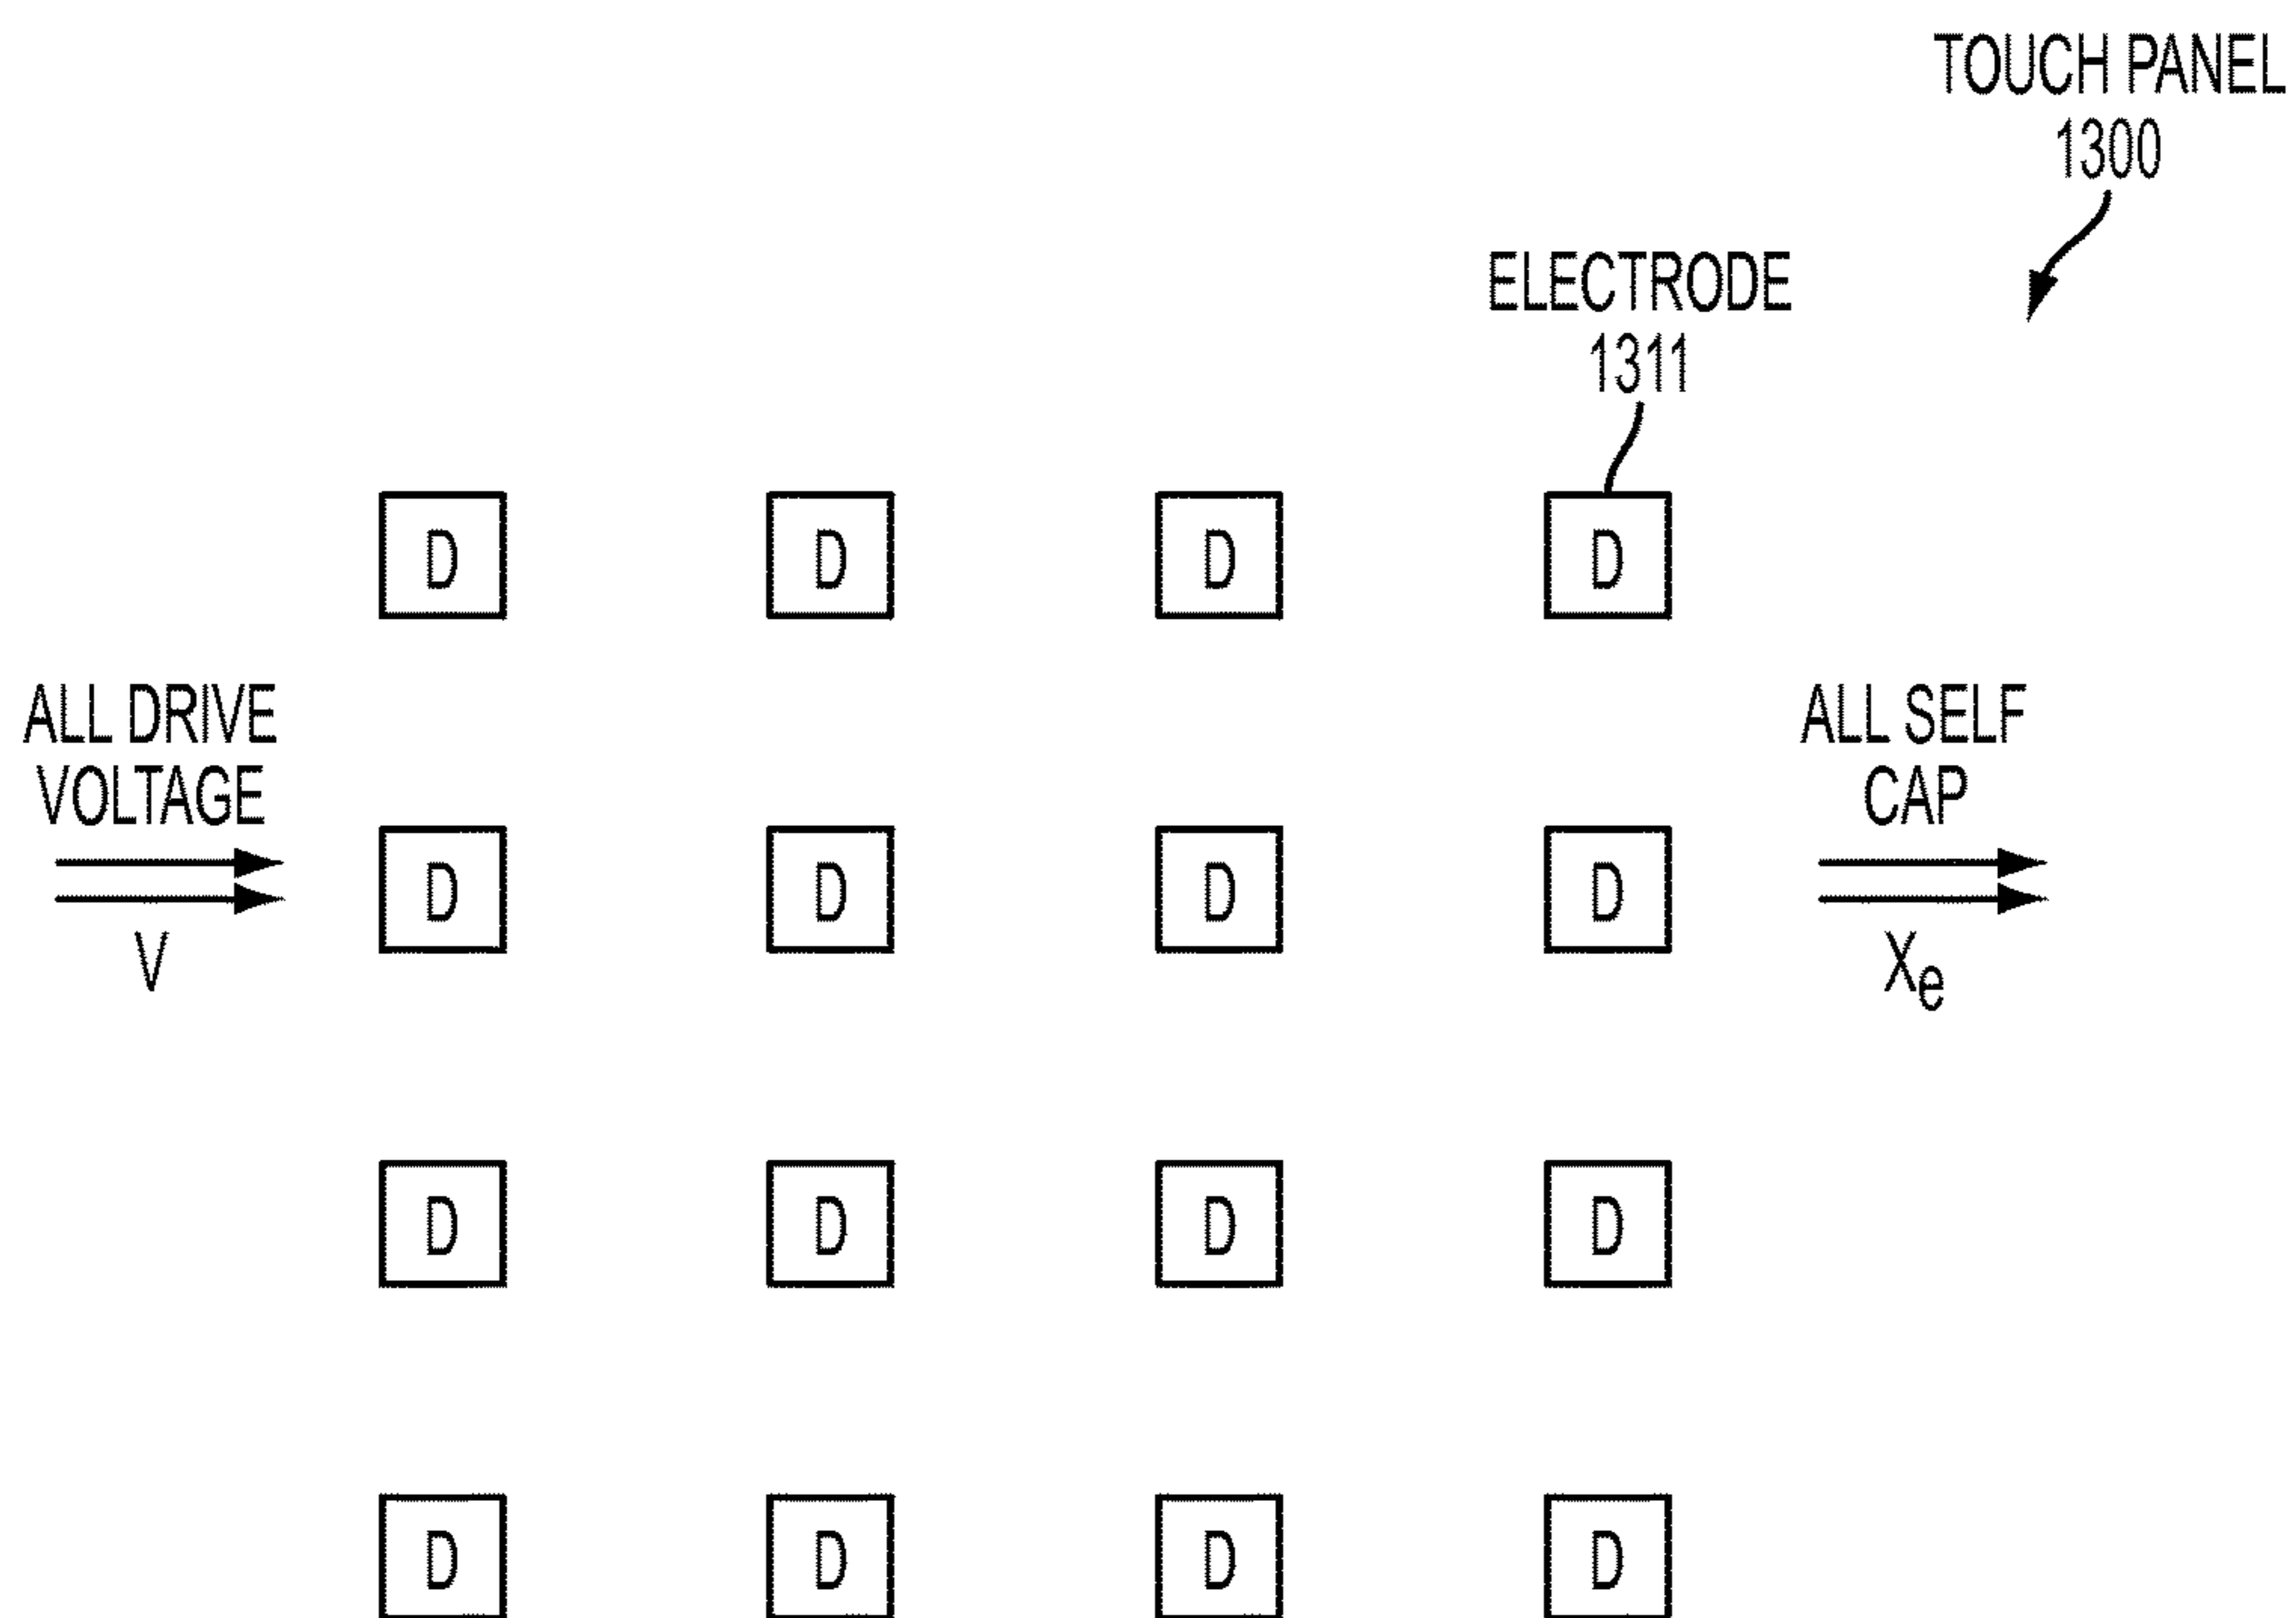 TOUCH PANEL
1300
ELECTRODE
1311
D D D D
ALL DRIVE
VOLTAGE
V
D D D D
ALL SELF
CAP
Xe
D D D D
D D D D